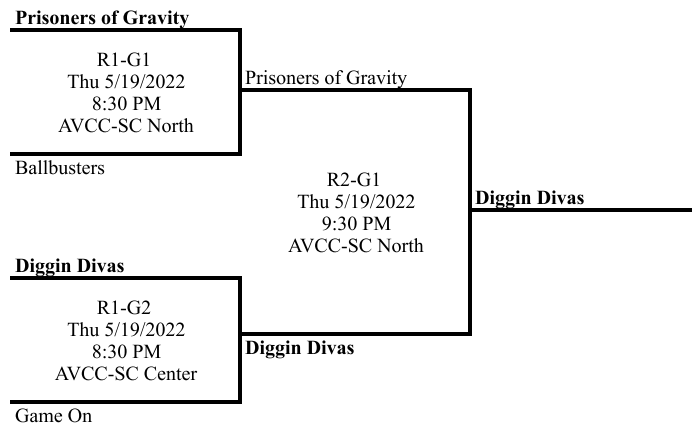 Prisoners of Gravity
R1-G1
Thu 5/19/2022
8:30 PM
AVCC-SC North
Ballbusters
Prisoners of Gravity
R2-G1
Thu 5/19/2022
9:30 PM
AVCC-SC North
Diggin Divas
Diggin Divas
R1-G2
Thu 5/19/2022
8:30 PM
AVCC-SC Center
Game On
Diggin Divas